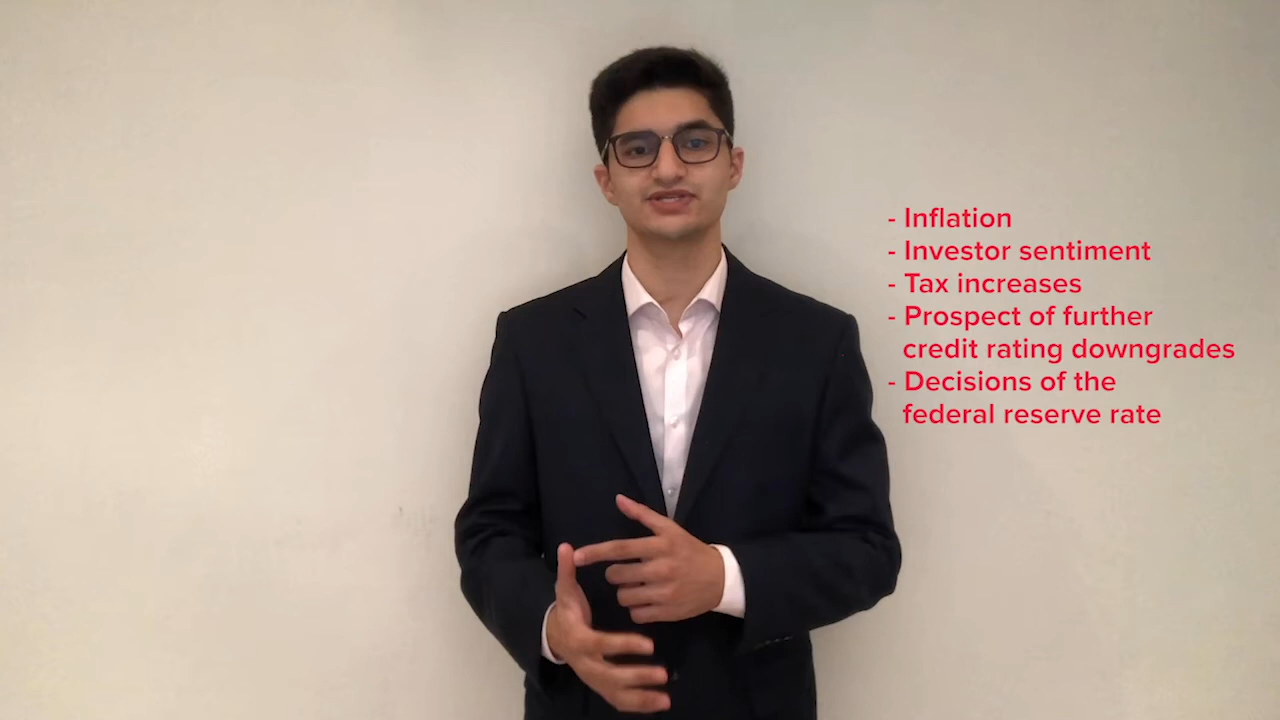 - Inflation
- Investor sentiment
- Tax increases
- Prospect of further
credit rating downgrades
- Decisions of the
federal reserve rate